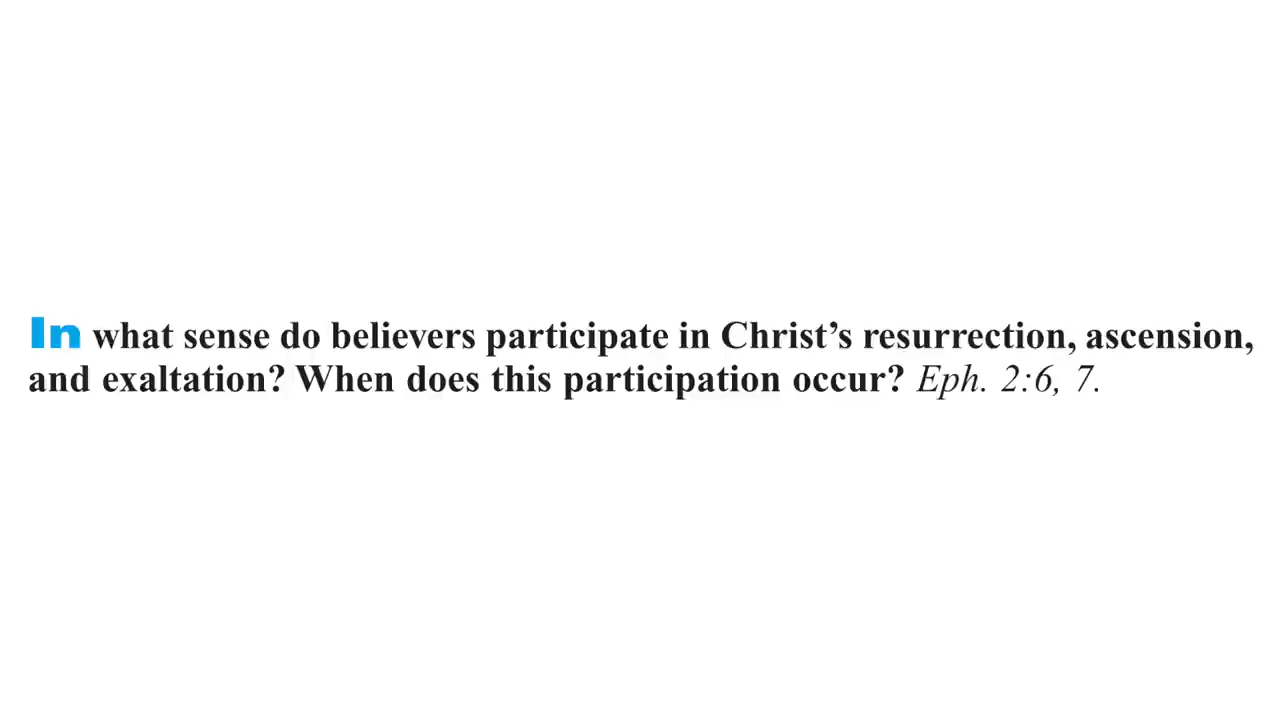 In what sense do believers participate in Christ’s resurrection, ascension,
and exaltation? When does this participation occur? Eph. 2:6, 7.